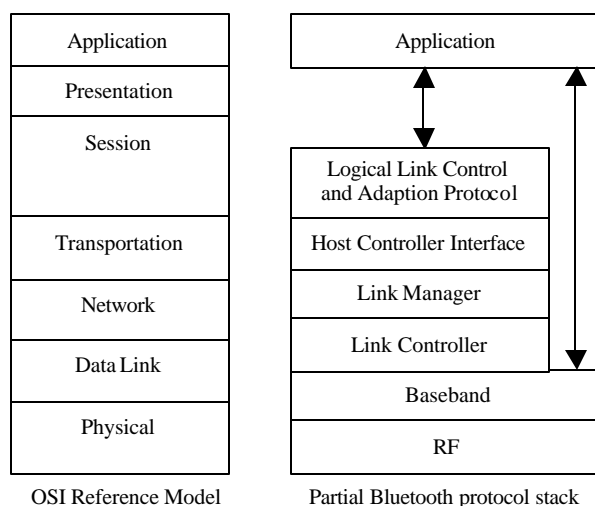 Application
Presentation
Session
Transportation
Network
Data Link
Physical
OSI Reference Model
Application
Logical Link Control
and Adaption Protocol
Host Controller Interface
Link Manager
Link Controller
Baseband
RF
Partial Bluetooth protocol stack